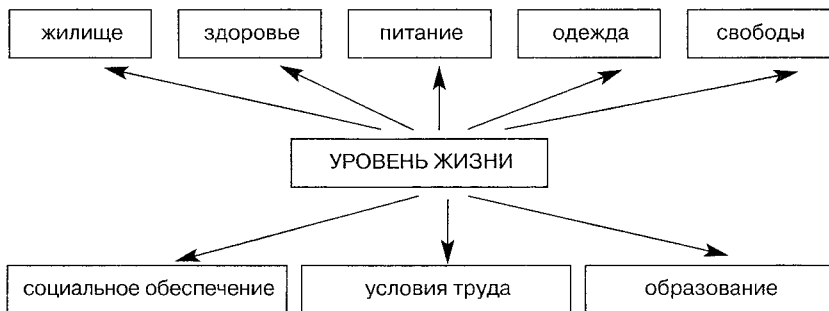 жилище
здоровье
питание
одежда
свободы
УРОВЕНЬ ЖИЗНИ
социальное обеспечение
условия труда
образование